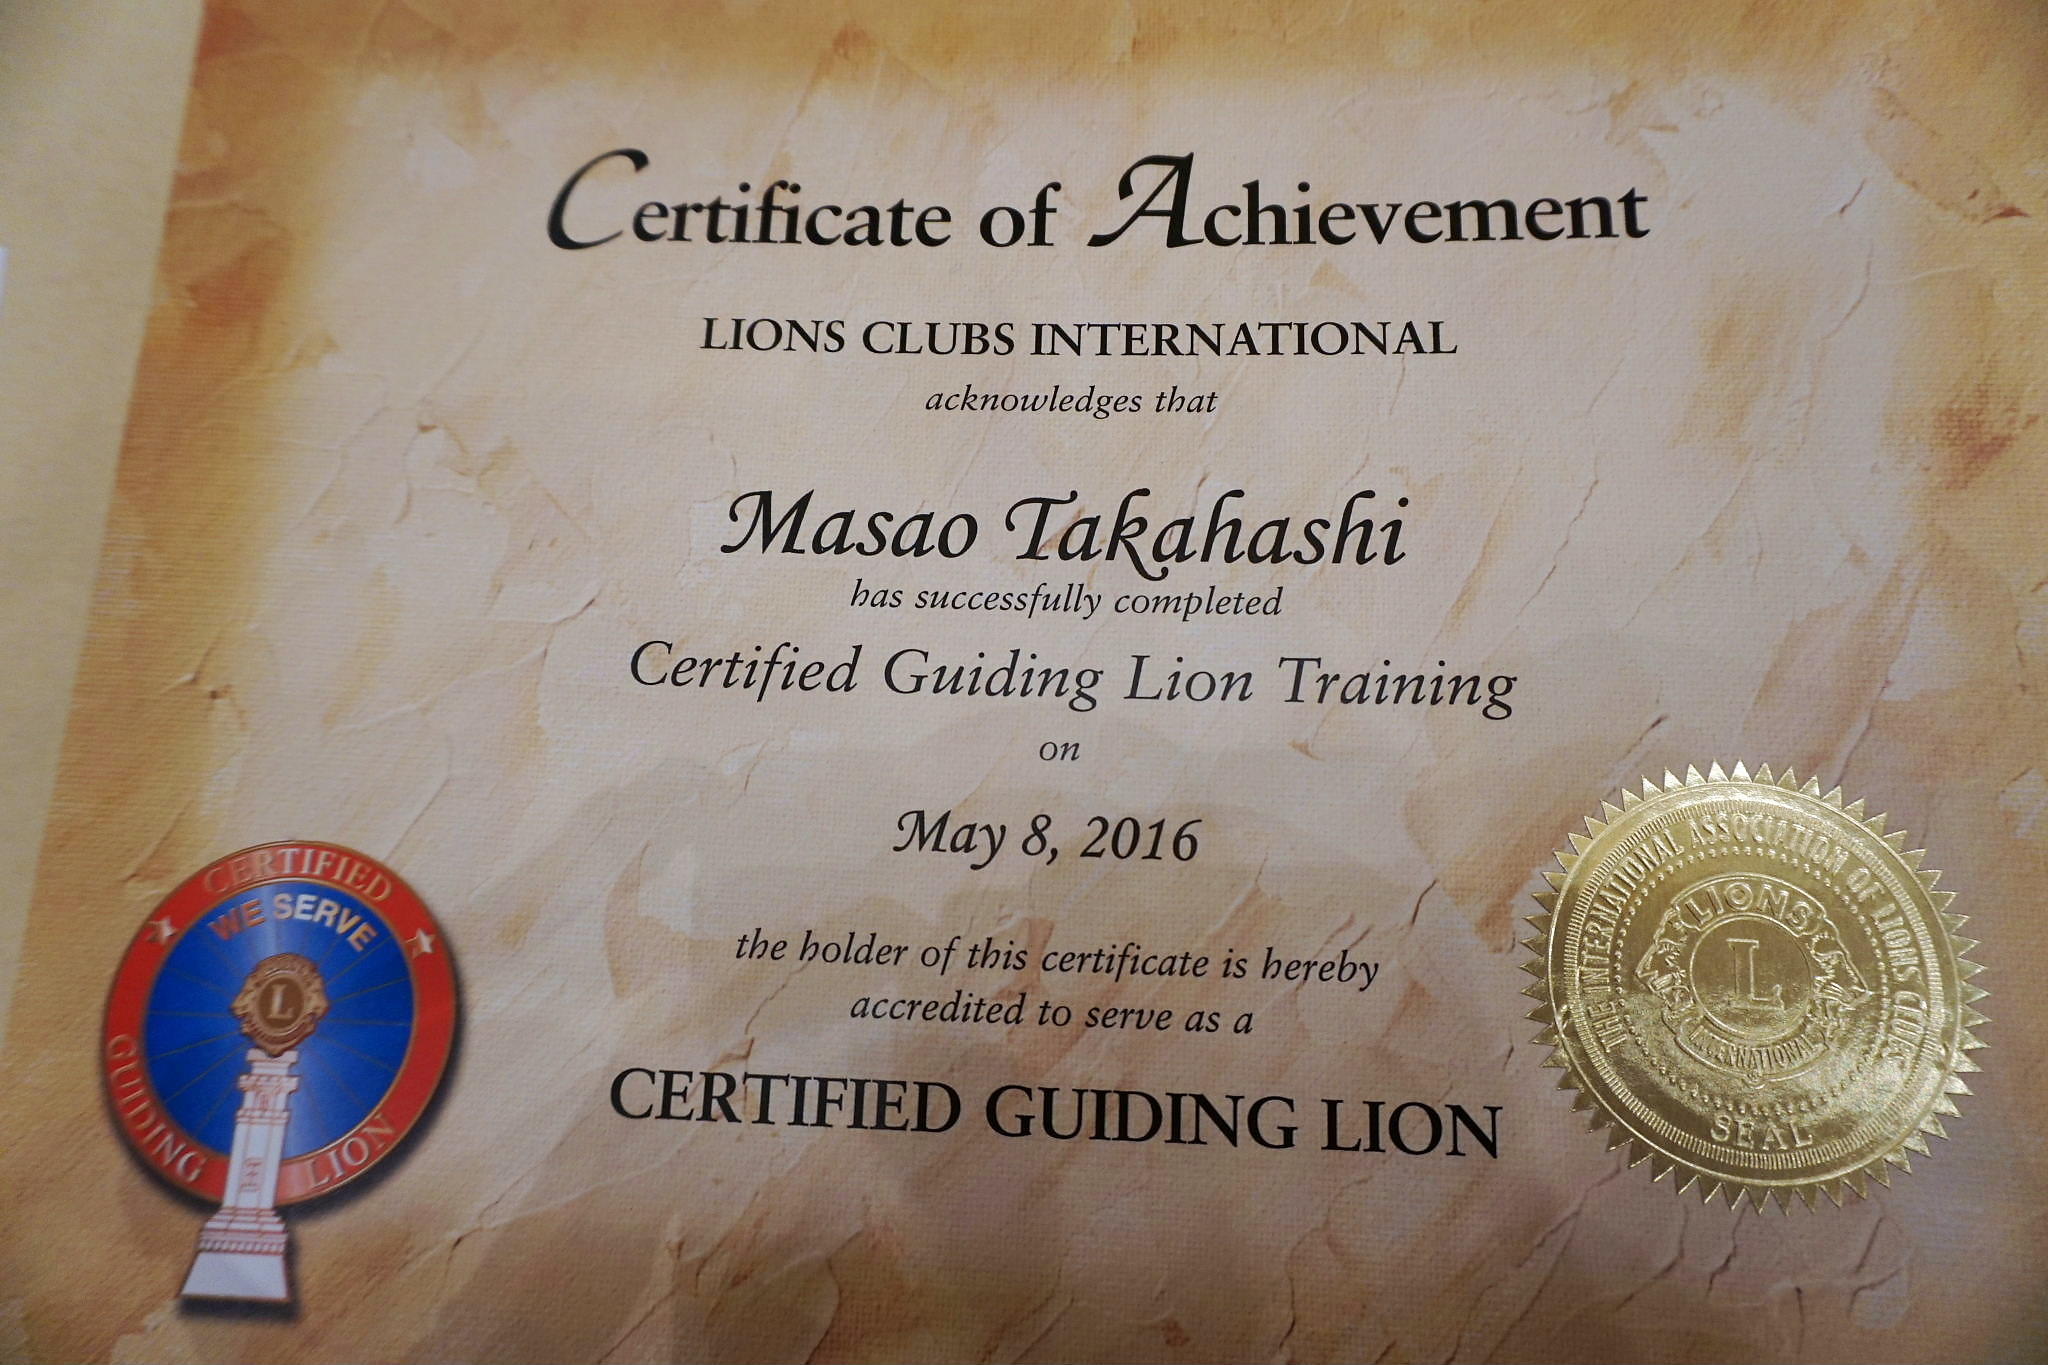 Certificate of Achievement
LIONS CLUBS INTERNATIONAL
acknowledges that
Masao Takahashi
has successfully completed
Certified Guiding Lion Training
on
May 8, 2016
the holder of this certificate is hereby
accredited to serve as a
CERTIFIED GUIDING LION
CERTIFIED
WE SERVE
L
GUIDING LION
THE INTERNATIONAL ASSOCIATION OF LIONS CLUBS
LIONS
L
INTERNATIONAL
SEAL